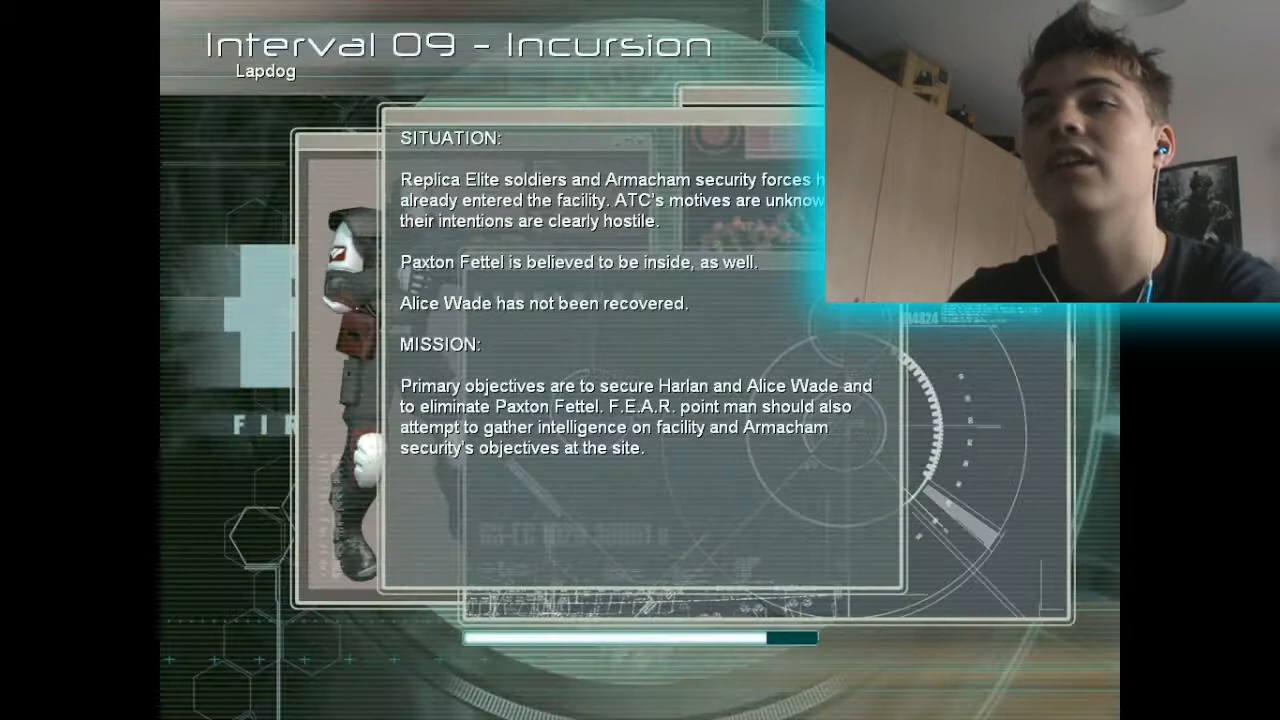 Interval 09 - Incursion
Lapdog
SITUATION:
Replica Elite soldiers and Armacham security forces
already entered the facility. ATC's motives are
their intentions are clearly hostile.
Paxton Fettel is believed to be inside, as well.
Alice Wade has not been recovered.
MISSION:
Primary objectives are to secure Harlan and Alice Wade and
to eliminate Paxton Fettel. F.E.A.R. point man should also
attempt to gather intelligence on facility and Armacham
security's objectives at the site.